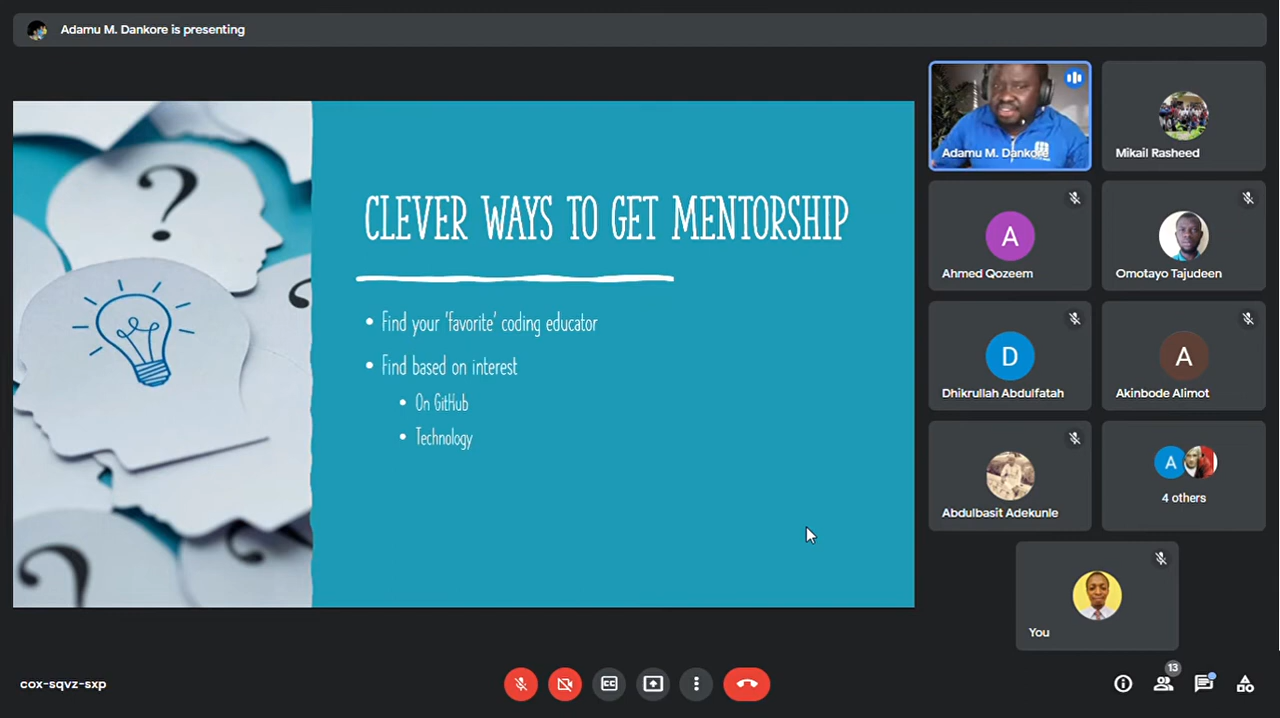 Adamu M. Dankore is presenting
?
CLEVER WAYS TO GET MENTORSHIP
• Find your 'favorite' coding educator
• Find based on interest
• On GitHub
• Technology
?
Adamu M. Dankore
Mikail Rasheed
A
Ahmed Qozeem
Omotayo Tajudeen
D
Dhikrullah Abdulfatah
A
Akinbode Alimot
Abdulbasit Adekunle
A
4 others
You
cox-sqvz-sxp
CC
13